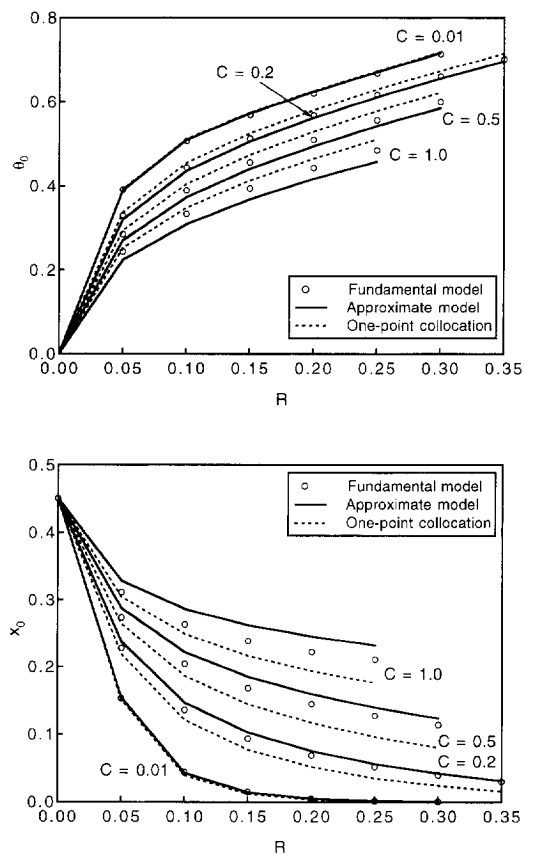 0.8
C = 0.01
C = 0.2
0.6
C = 0.5
C = 1.0
θ0
0.4
0.2
Fundamental model
Approximate model
One-point collocation
0.0
0.00 0.05 0.10 0.15 0.20 0.25 0.30 0.35
R
0.5
Fundamental model
Approximate model
One-point collocation
0.4
0.3
x0
0.2
C = 1.0
0.1
C = 0.5
C = 0.2
C = 0.01
0.0
0.00 0.05 0.10 0.15 0.20 0.25 0.30 0.35
R